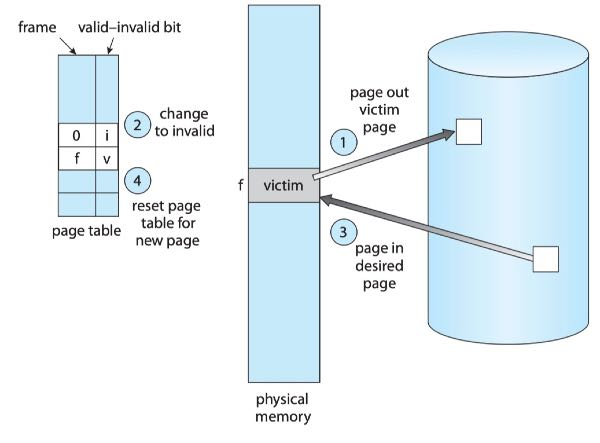 frame
valid–invalid bit
0 i
f v
2
change
to invalid
4
reset page
table for
new page
page table
f
victim
physical
memory
page out
victim
page
1
3
page in
desired
page